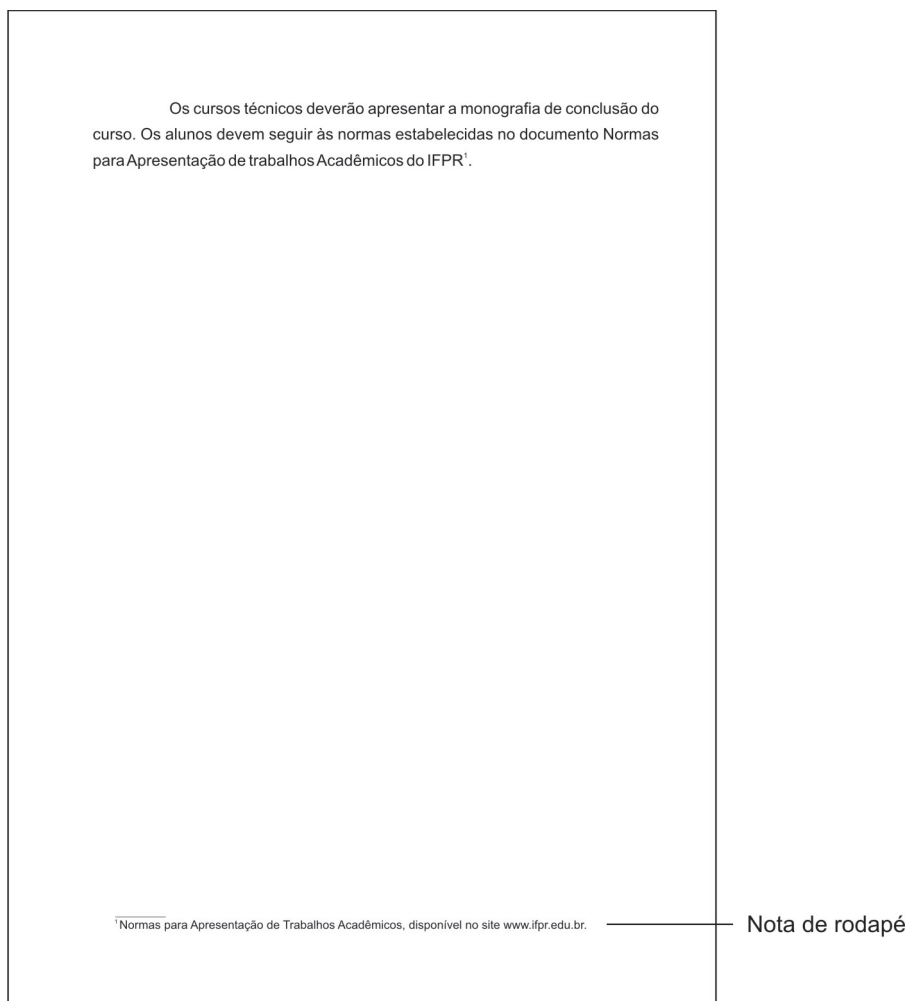 Os cursos técnicos deverão apresentar a monografia de conclusão do
curso. Os alunos devem seguir às normas estabelecidas no documento Normas
para Apresentação de trabalhos Acadêmicos do IFPR¹.
¹Normas para Apresentação de Trabalhos Acadêmicos, disponível no site www.ifpr.edu.br.
Nota de rodapé